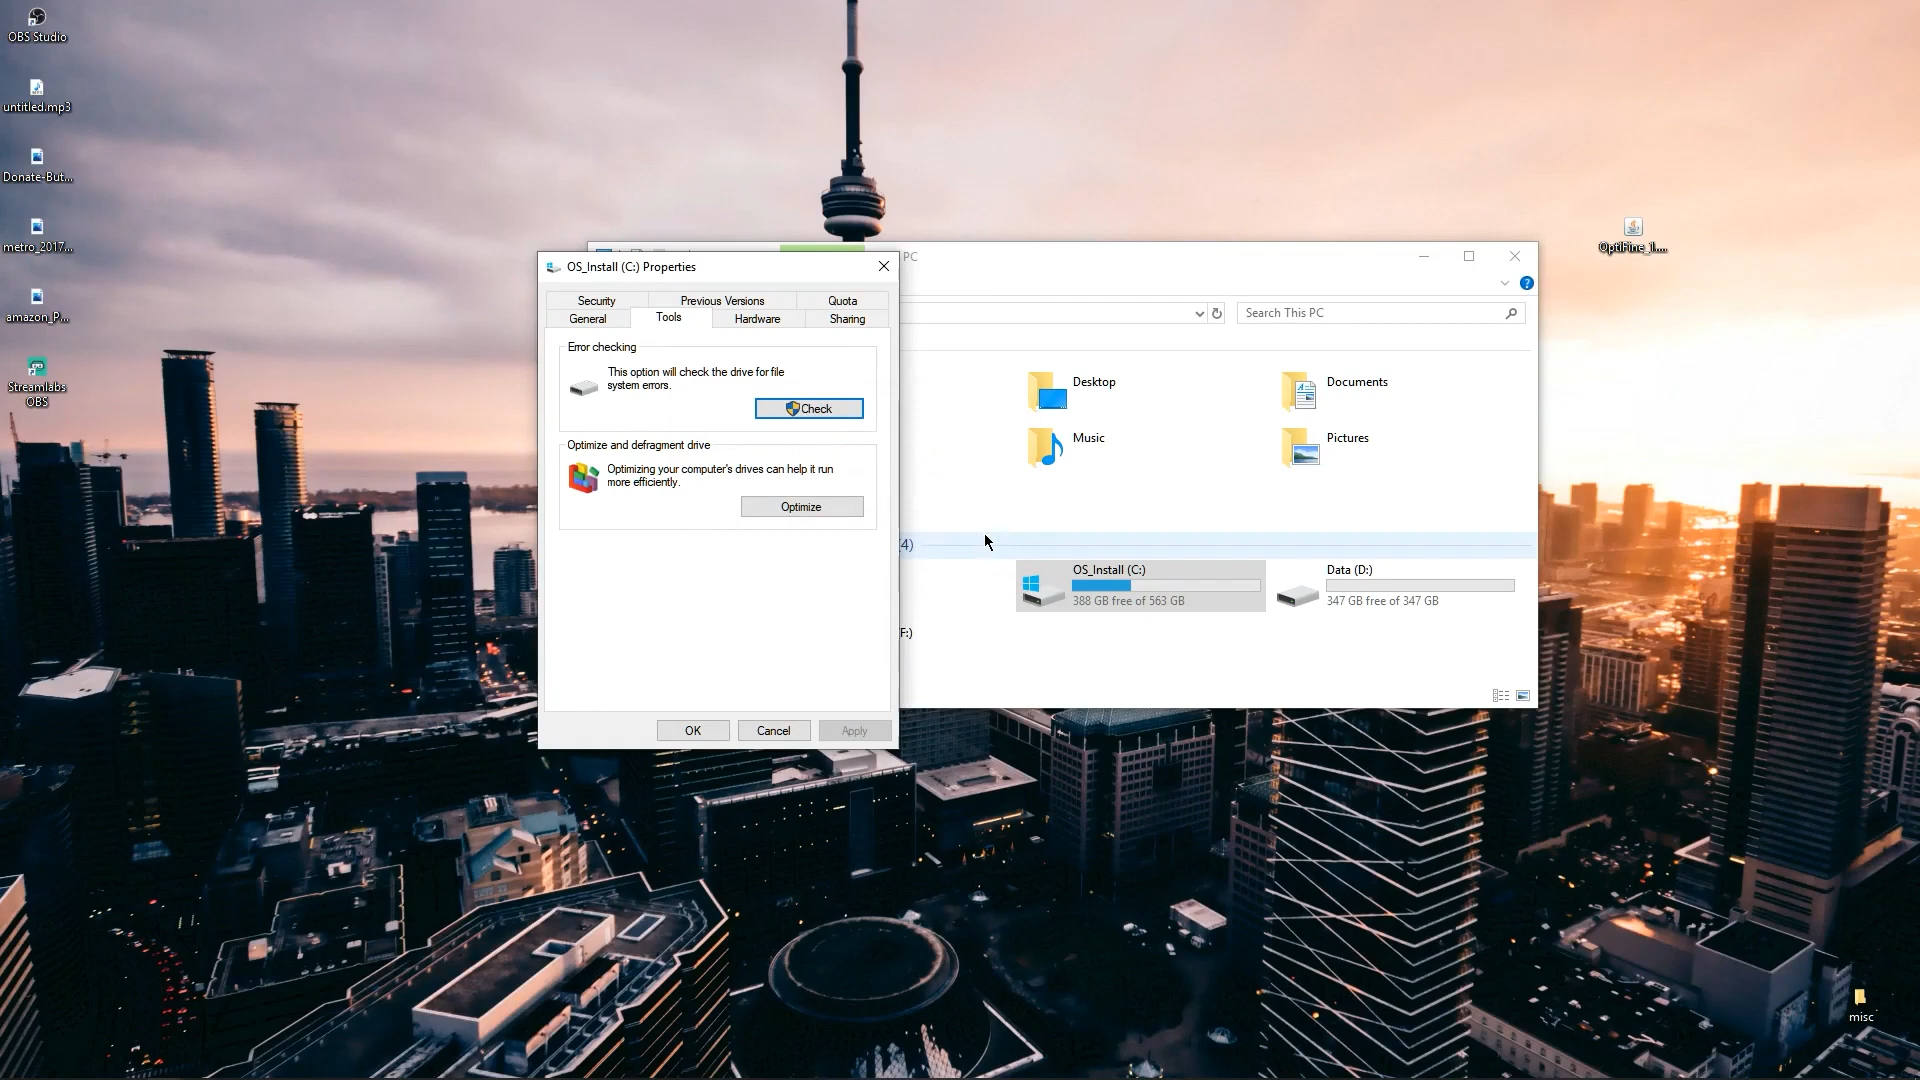 OBS Studio
untitled.mp3
Donate-But...
metro_2017...
amazon_P...
Streamlabs
OBS
OptiFine_1....
misc
PC
Search This PC
Desktop
Documents
Music
Pictures
(4)
OS_Install (C:)
388 GB free of 563 GB
Data (D:)
347 GB free of 347 GB
F:)
OS_Install (C:) Properties
Security
Previous Versions
Quota
General
Tools
Hardware
Sharing
Error checking
This option will check the drive for file
system errors.
Check
Optimize and defragment drive
Optimizing your computer's drives can help it run
more efficiently.
Optimize
OK
Cancel
Apply